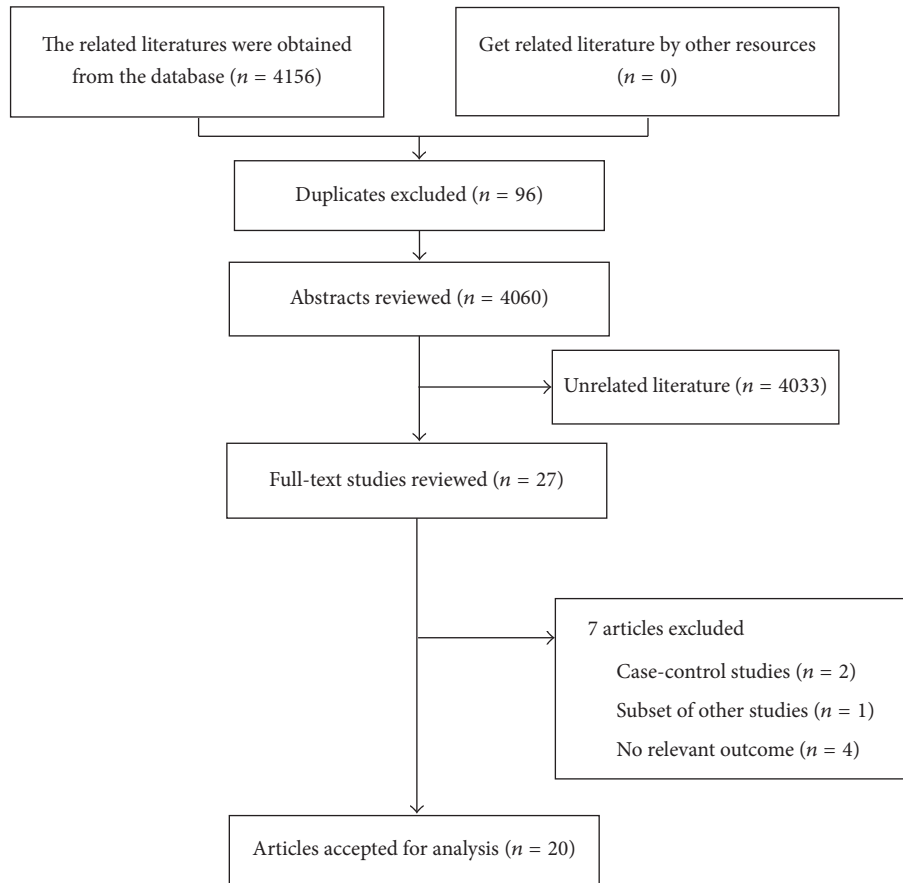 The related literatures were obtained
from the database (n = 4156)
Get related literature by other resources
(n = 0)
Duplicates excluded (n = 96)
Abstracts reviewed (n = 4060)
Unrelated literature (n = 4033)
Full-text studies reviewed (n = 27)
7 articles excluded
Case-control studies (n = 2)
Subset of other studies (n = 1)
No relevant outcome (n = 4)
Articles accepted for analysis (n = 20)